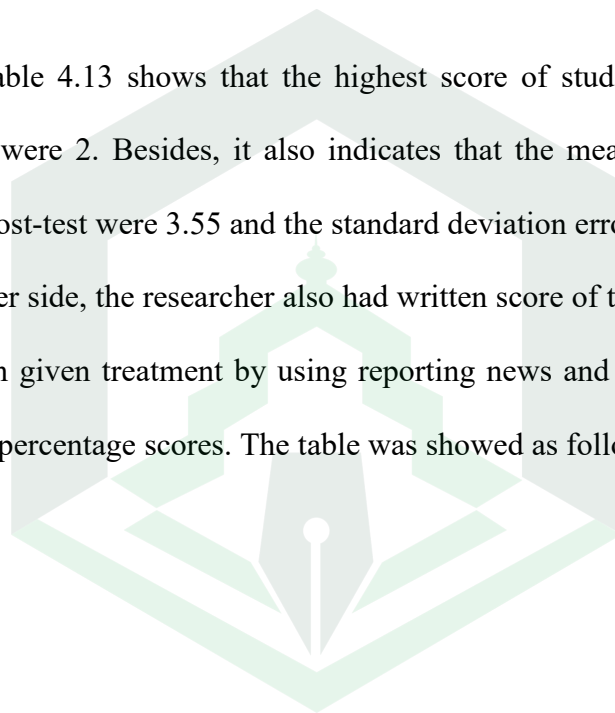 able 4.13 shows that the highest score of stud
were 2. Besides, it also indicates that the mea
ost-test were 3.55 and the standard deviation erro
er side, the researcher also had written score of t
n given treatment by using reporting news and
percentage scores. The table was showed as follo